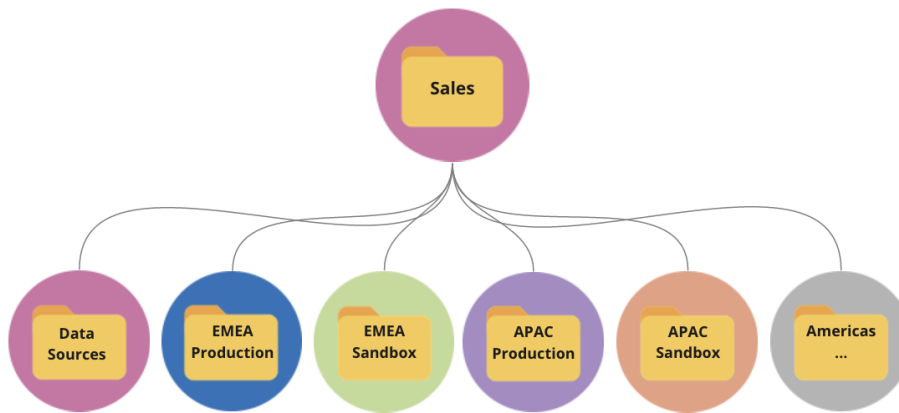 Sales
Data
Sources
EMEA
Production
EMEA
Sandbox
APAC
Production
APAC
Sandbox
Americas
...